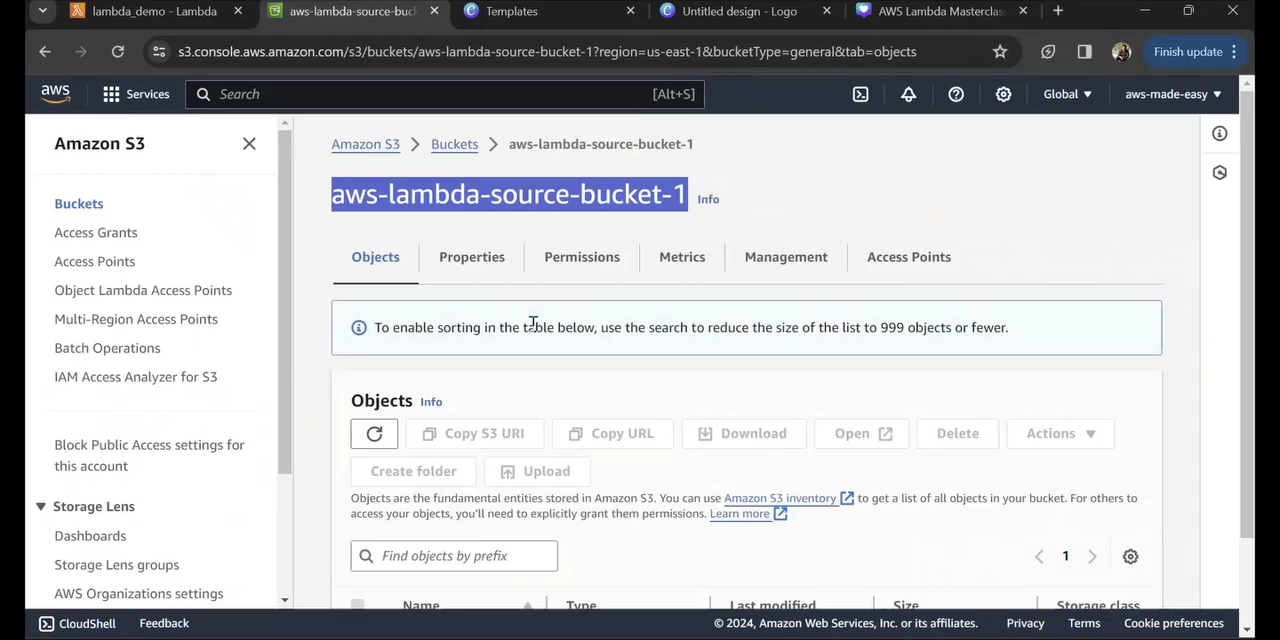 lambda_demo - Lambda
aws-lambda-source-buck
Templates
Untitled design - Logo
AWS Lambda Masterclas
s3.console.aws.amazon.com/s3/buckets/aws-lambda-source-bucket-1?region=us-east-1&bucketType=general&tab=objects
Finish update
aws
Services
Search
[Alt+S]
Global
aws-made-easy
Amazon S3
Buckets
Access Grants
Access Points
Object Lambda Access Points
Multi-Region Access Points
Batch Operations
IAM Access Analyzer for S3
Block Public Access settings for
this account
Storage Lens
Dashboards
Storage Lens groups
AWS Organizations settings
Amazon S3 > Buckets > aws-lambda-source-bucket-1
aws-lambda-source-bucket-1 Info
Objects Properties Permissions Metrics Management Access Points
To enable sorting in the table below, use the search to reduce the size of the list to 999 objects or fewer.
Objects Info
Copy S3 URI Copy URL Download Open Delete Actions
Create folder Upload
Objects are the fundamental entities stored in Amazon S3. You can use Amazon S3 inventory to get a list of all objects in your bucket. For others to
access your objects, you'll need to explicitly grant them permissions. Learn more
Find objects by prefix
1
Name Type Last modified Size Storage class
CloudShell Feedback © 2024, Amazon Web Services, Inc. or its affiliates. Privacy Terms Cookie preferences